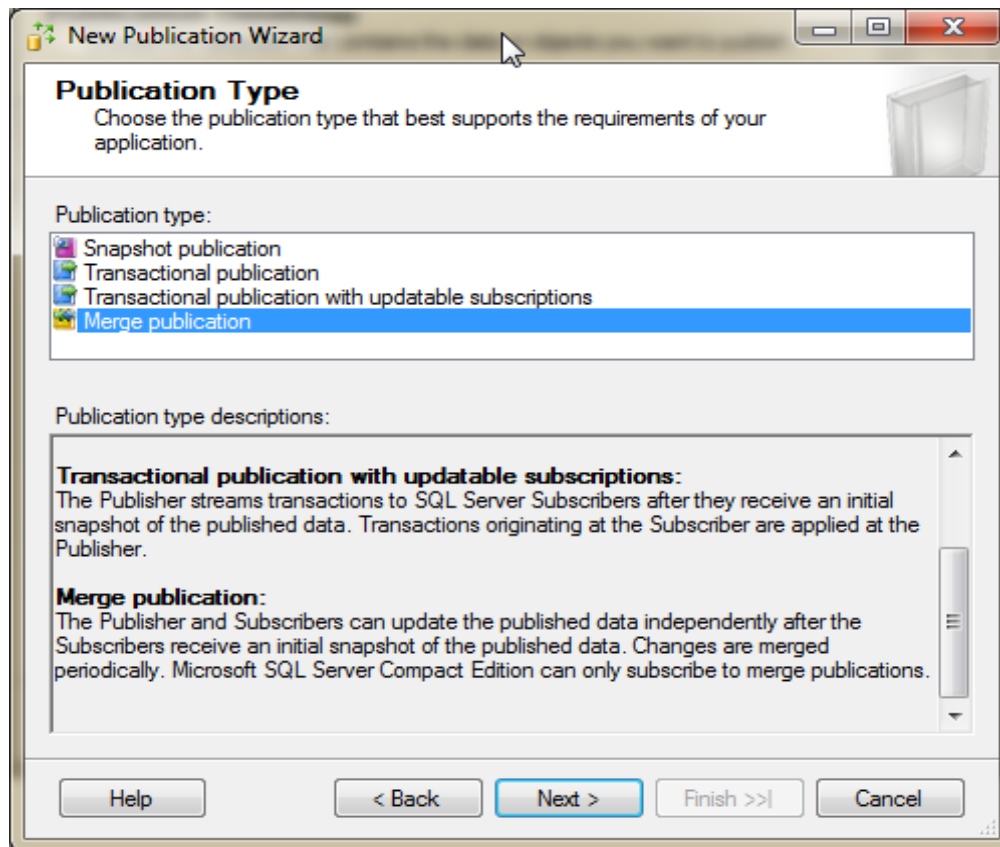 New Publication Wizard
Publication Type
Choose the publication type that best supports the requirements of your
application.
Publication type:
Snapshot publication
Transactional publication
Transactional publication with updatable subscriptions
Merge publication
Publication type descriptions:
Transactional publication with updatable subscriptions:
The Publisher streams transactions to SQL Server Subscribers after they receive an initial
snapshot of the published data. Transactions originating at the Subscriber are applied at the
Publisher.
Merge publication:
The Publisher and Subscribers can update the published data independently after the
Subscribers receive an initial snapshot of the published data. Changes are merged
periodically. Microsoft SQL Server Compact Edition can only subscribe to merge publications.
Help
< Back
Next >
Finish >>|
Cancel